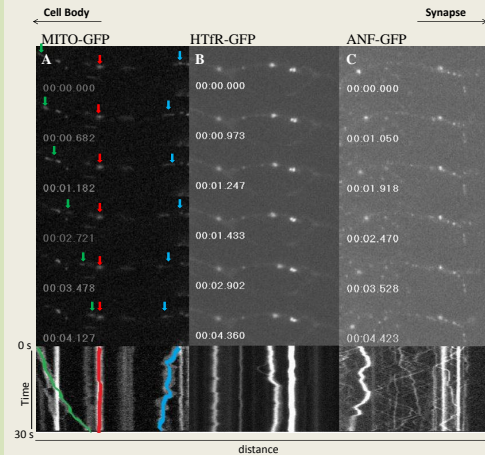 Cell Body Synapse
MITO-GFP HTfR-GFP ANF-GFP
A B C
00:00.000 00:00.000 00:00.000
00:00.682 00:00.973 00:01.050
00:01.182 00:01.247 00:01.918
00:02.721 00:01.433 00:02.470
00:03.478 00:02.902 00:03.528
00:04.127 00:04.360 00:04.423
0 s
Time
30 s
distance